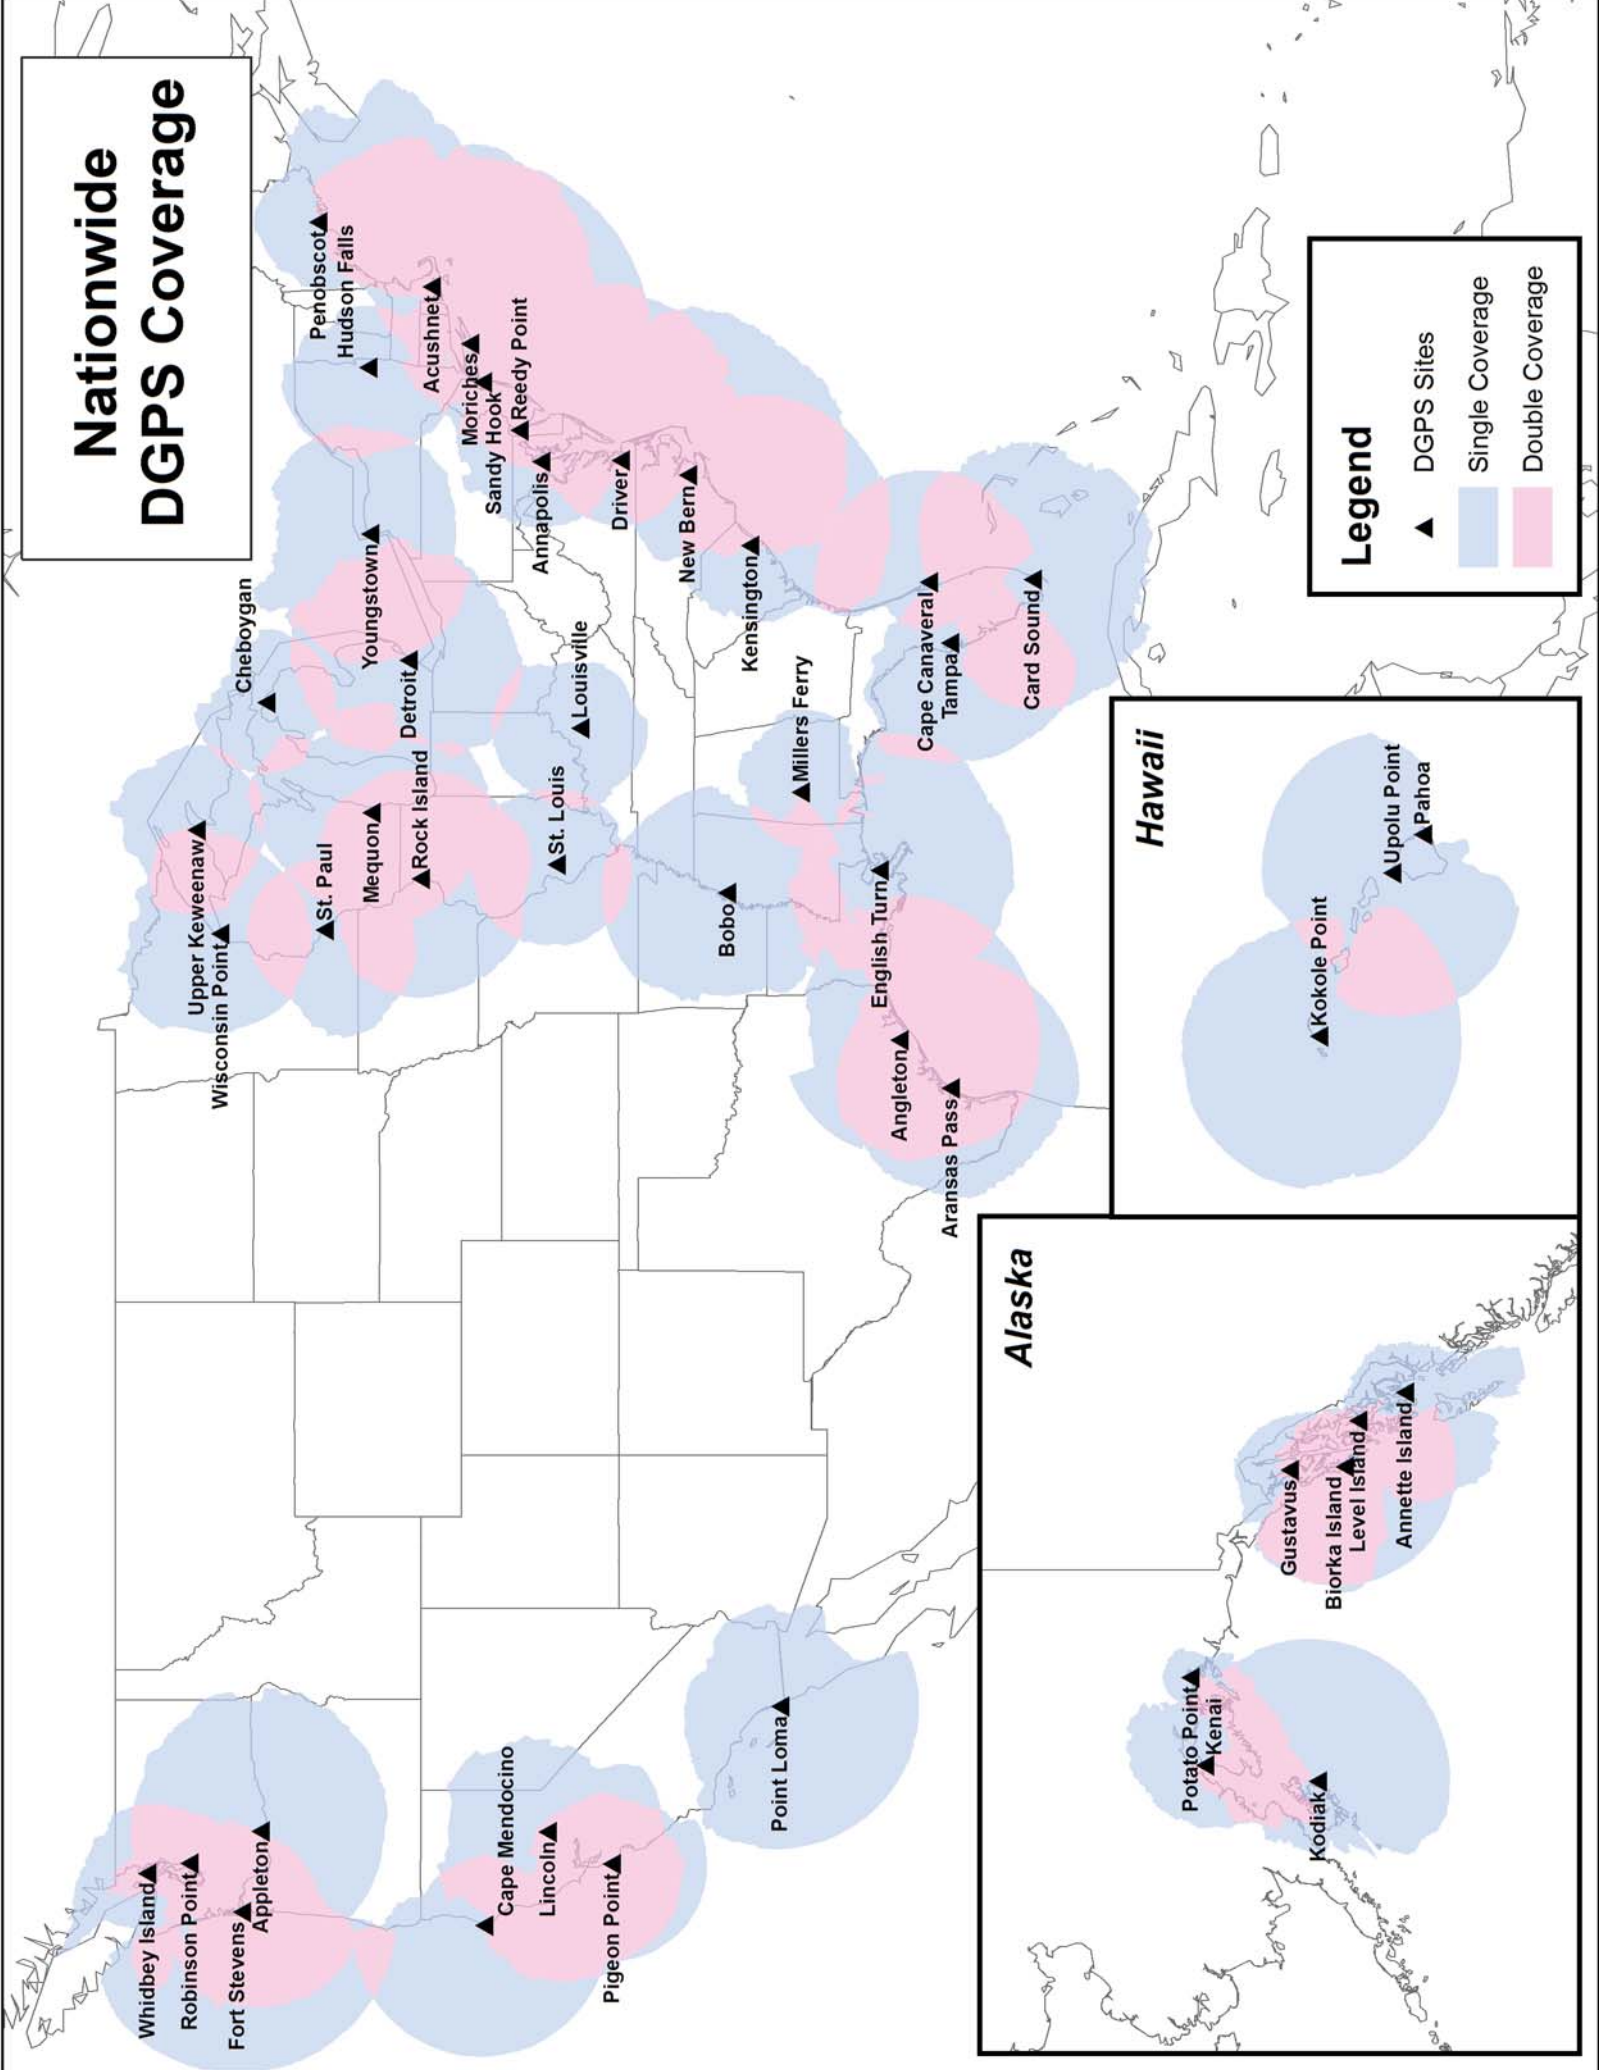 Nationwide
DGPS Coverage
Whidbey Island
Robinson Point
Fort Stevens
Appleton
Cape Mendocino
Lincoln
Pigeon Point
Point Loma
Upper Keweenaw
Wisconsin Point
Cheboygan
St. Paul
Mequon
Rock Island
Detroit
Youngstown
St. Louis
Louisville
Bobo
Millers Ferry
English Turn
Angleton
Aransas Pass
Penobscot
Hudson Falls
Acushnet
Moriches
Sandy Hook
Reedy Point
Annapolis
Driver
New Bern
Kensington
Cape Canaveral
Tampa
Card Sound
Alaska
Potato Point
Kenai
Kodiak
Gustavus
Biorka Island
Level Island
Annette Island
Hawaii
Kokole Point
Upolu Point
Pahoa
Legend
DGPS Sites
Single Coverage
Double Coverage